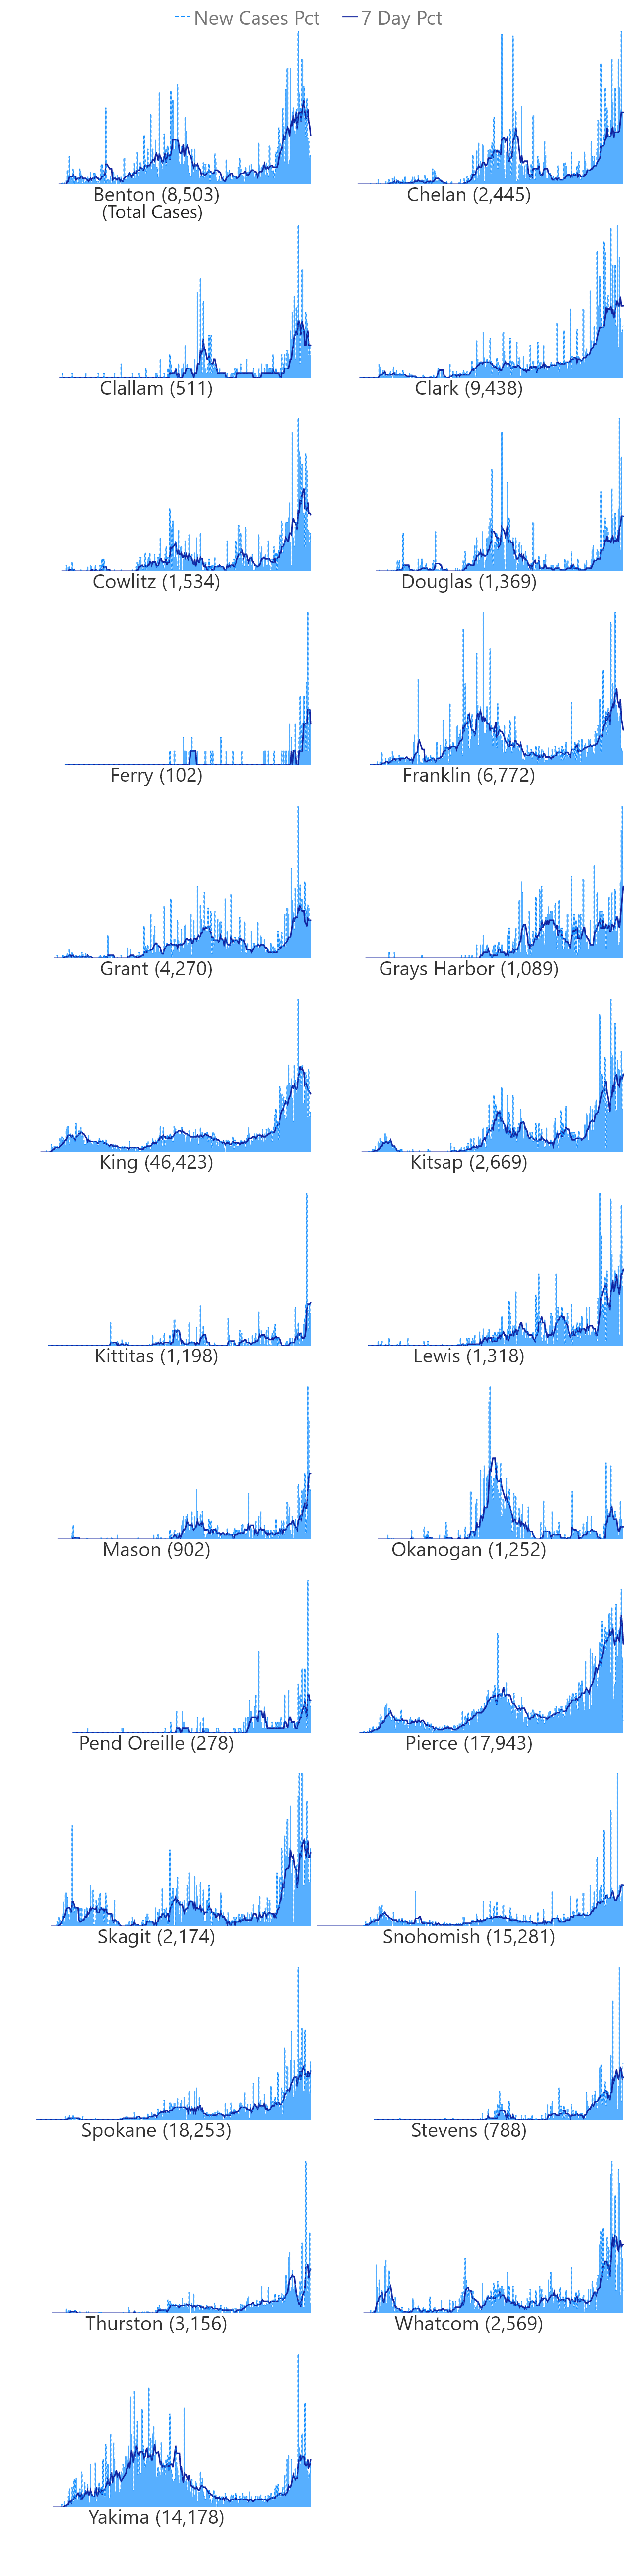 New Cases Pct 7 Day Pct
Benton (8,503) Chelan (2,445)
(Total Cases)
Clallam (511) Clark (9,438)
Cowlitz (1,534) Douglas (1,369)
Ferry (102) Franklin (6,772)
Grant (4,270) Grays Harbor (1,089)
King (46,423) Kitsap (2,669)
Kittitas (1,198) Lewis (1,318)
Mason (902) Okanogan (1,252)
Pend Oreille (278) Pierce (17,943)
Skagit (2,174) Snohomish (15,281)
Spokane (18,253) Stevens (788)
Thurston (3,156) Whatcom (2,569)
Yakima (14,178)